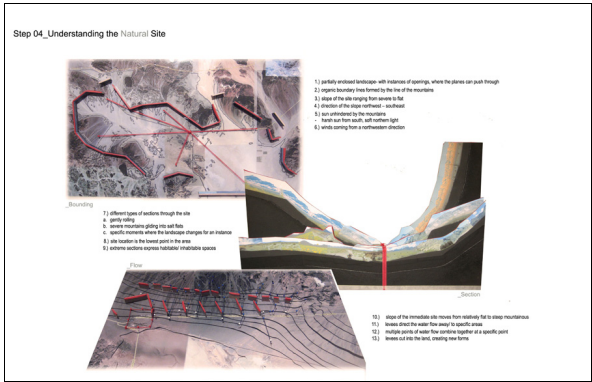 Step 04_Understanding the Natural Site
1.) partially enclosed landscape- with instances of openings, where the planes can push through
2.) organic boundary lines formed by the line of the mountains
3.) slope of the site ranging from severe to flat
4.) direction of the slope northwest - southeast
5.) sun unhindered by the mountains
- harsh sun from south, soft northern light
6.) winds coming from a northwestern direction
_Bounding
7.) different types of sections through the site
a. gently rolling
b. severe mountains gliding into salt flats
c. specific moments where the landscape changes for an instance
8.) site location is the lowest point in the area
9.) extreme sections express habitable/ inhabitable spaces
_Flow
_Section
10.) slope of the immediate site moves from relatively flat to steep mountainous
11.) levees direct the water flow away/ to specific areas
12.) multiple points of water flow combine together at a specific point
13.) levees cut into the land, creating new forms